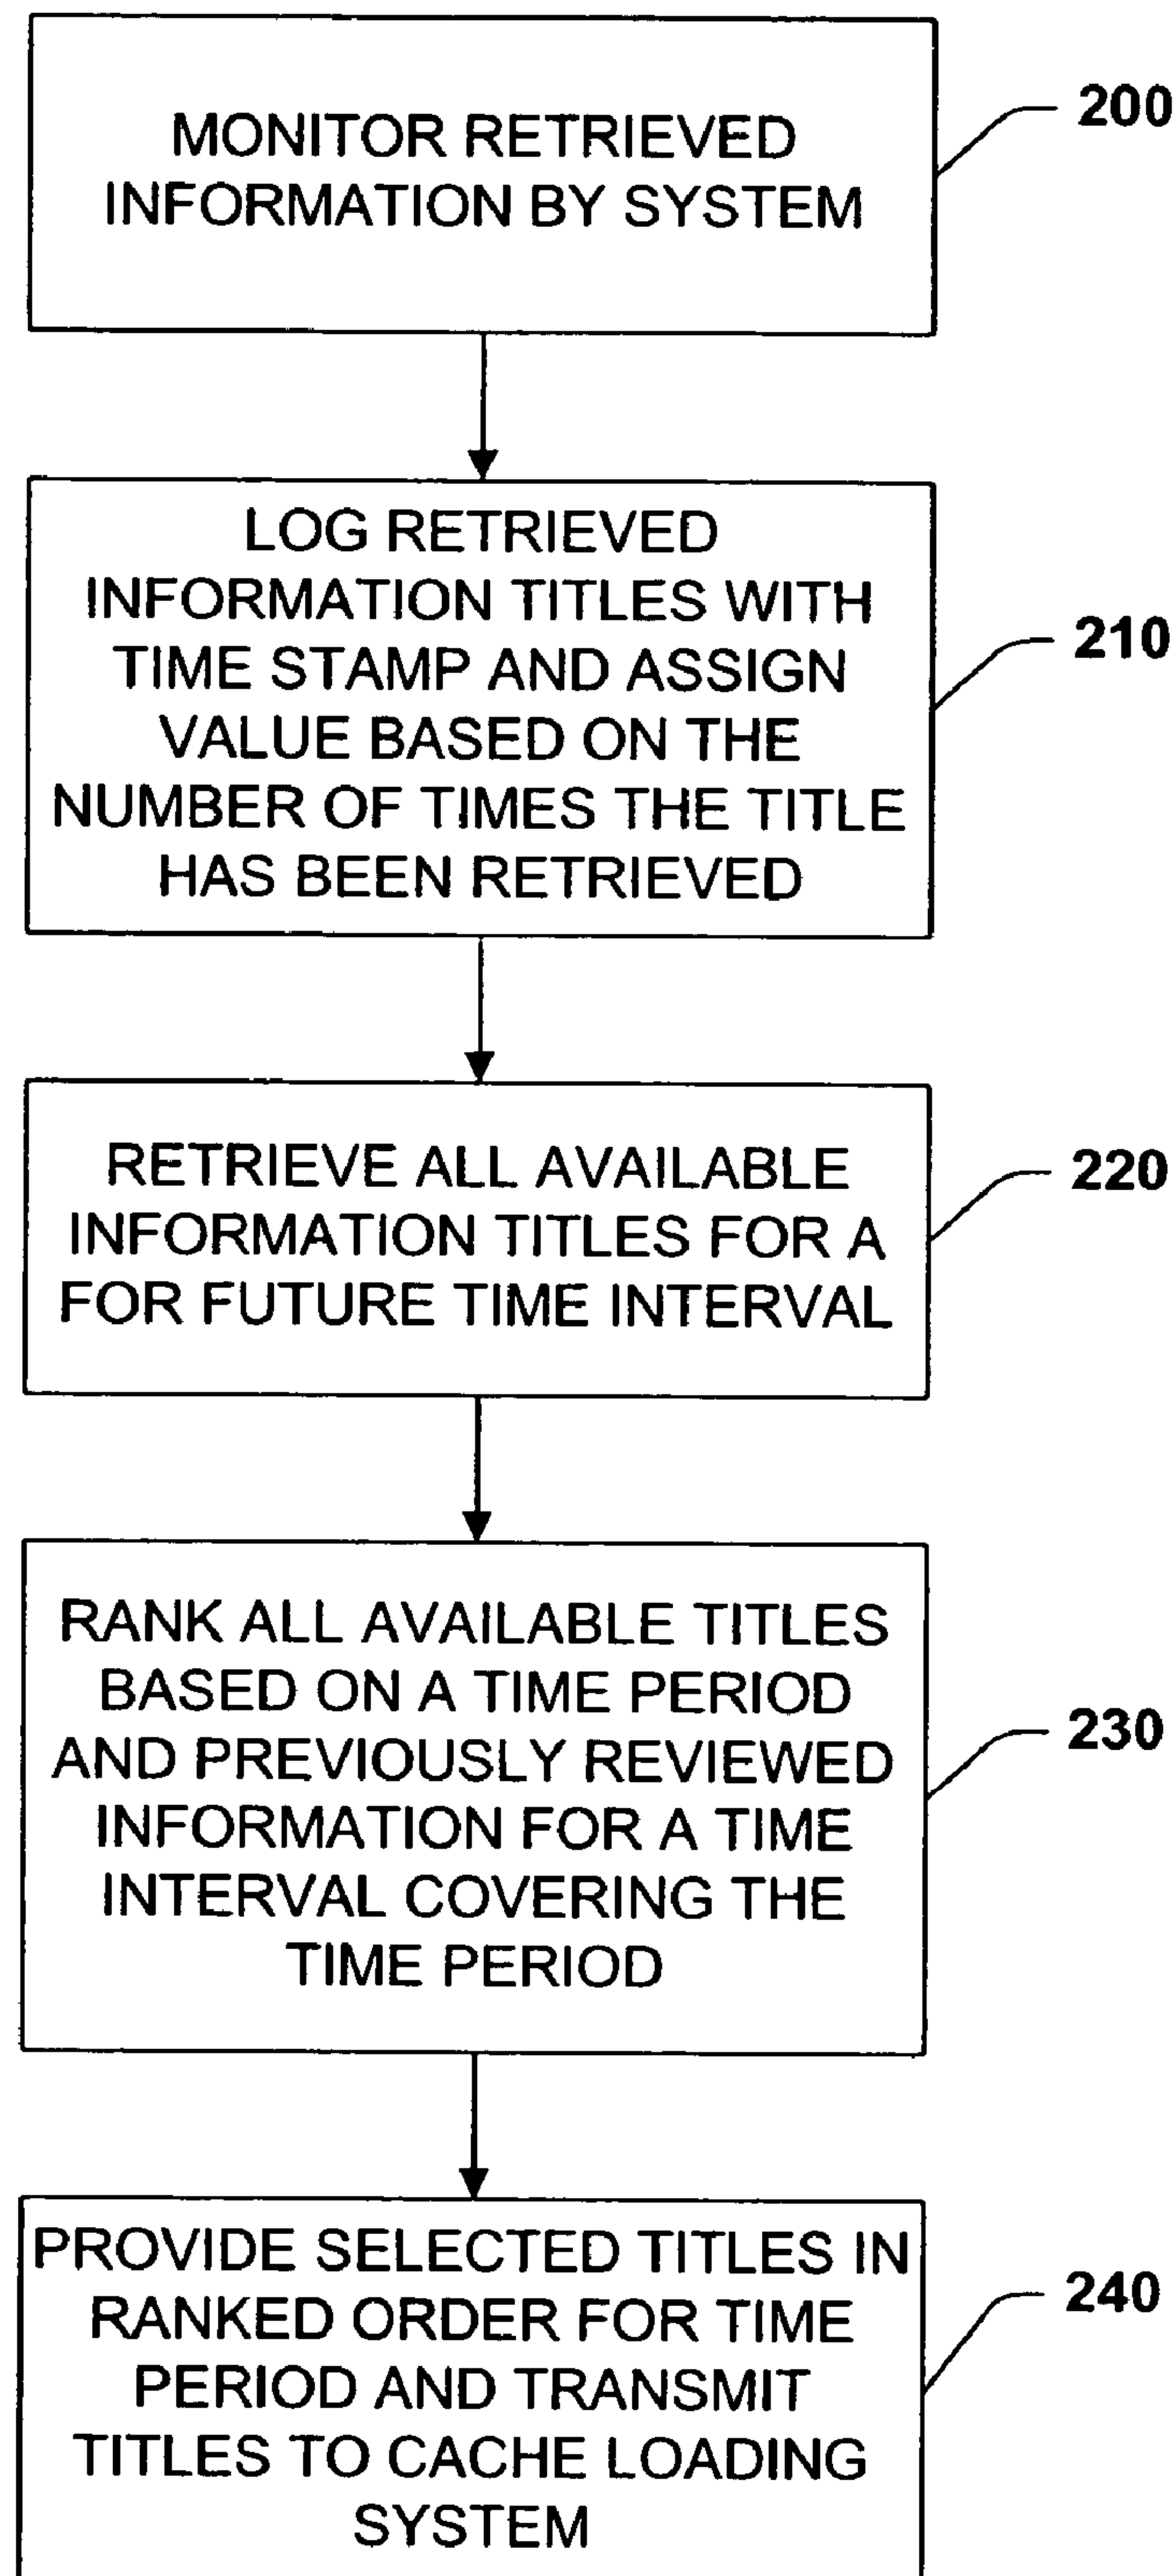 MONITOR RETRIEVED
INFORMATION BY SYSTEM
200
LOG RETRIEVED
INFORMATION TITLES WITH
TIME STAMP AND ASSIGN
VALUE BASED ON THE
NUMBER OF TIMES THE TITLE
HAS BEEN RETRIEVED
210
RETRIEVE ALL AVAILABLE
INFORMATION TITLES FOR A
FOR FUTURE TIME INTERVAL
220
RANK ALL AVAILABLE TITLES
BASED ON A TIME PERIOD
AND PREVIOUSLY REVIEWED
INFORMATION FOR A TIME
INTERVAL COVERING THE
TIME PERIOD
230
PROVIDE SELECTED TITLES IN
RANKED ORDER FOR TIME
PERIOD AND TRANSMIT
TITLES TO CACHE LOADING
SYSTEM
240